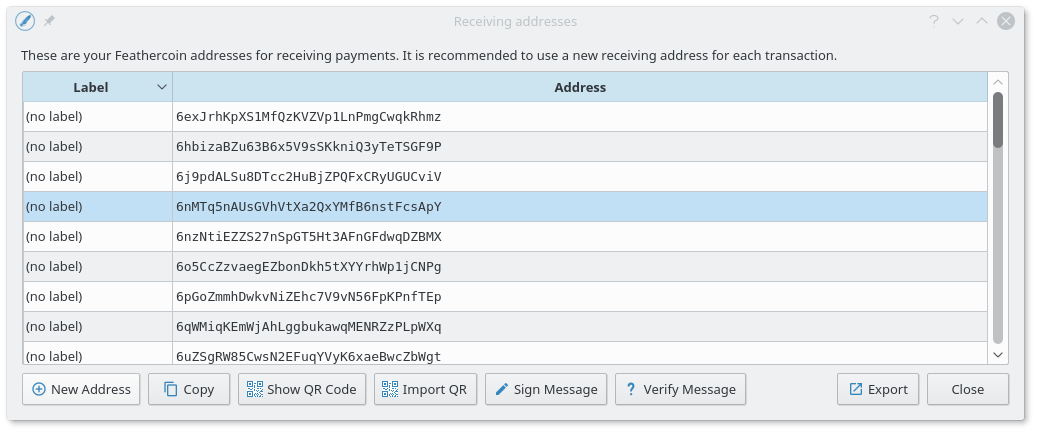 Receiving addresses
These are your Feathercoin addresses for receiving payments. It is recommended to use a new receiving address for each transaction.
Label Address
(no label) 6exJrhKpXS1MfQzKVZVp1LnPmgCwqkRhmz
(no label) 6hbizaBZu63B6x5V9sSKkniQ3yTeTSGF9P
(no label) 6j9pdALSu8DTcc2HuBjZPQFxCRyUGUCviV
(no label) 6nMTq5nAUsGVhVtXa2QxYMfB6nstFcsApY
(no label) 6nzNtiEZZS27nSpGT5Ht3AFnGFdwqDZBMX
(no label) 6o5CcZzvaegEZbonDkh5tXYYrhWp1jCNPg
(no label) 6pGoZmmhDwkvNiZEhc7V9vN56FpKPnfTEp
(no label) 6qWMiqKEmWjAhLggbukawqMENRZzPLpWXq
(no label) 6uZSgRW85CwsN2EFuqYVyK6xaeBwcZbWgt
New Address Copy Show QR Code Import QR Sign Message Verify Message Export Close